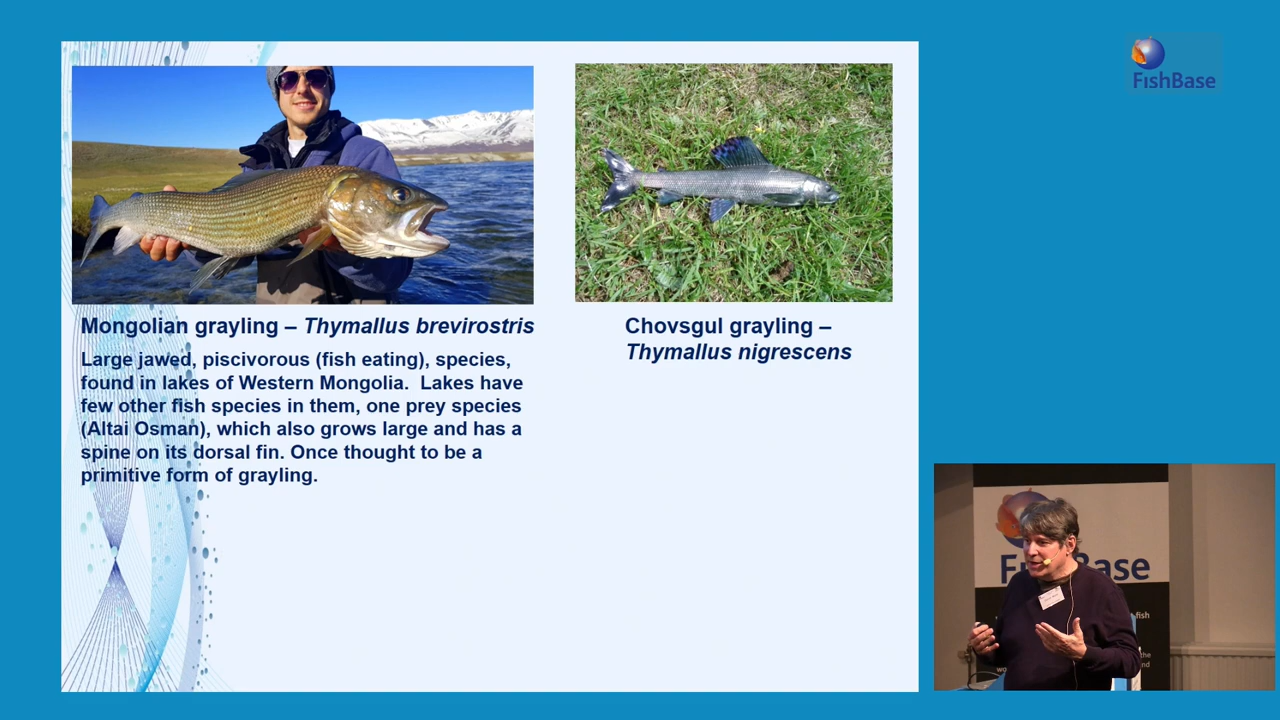 FishBase
Mongolian grayling – Thymallus brevirostris
Large jawed, piscivorous (fish eating), species,
found in lakes of Western Mongolia.  Lakes have
few other fish species in them, one prey species
(Altai Osman), which also grows large and has a
spine on its dorsal fin. Once thought to be a
primitive form of grayling.
Chovsgul grayling –
Thymallus nigrescens
fish
the